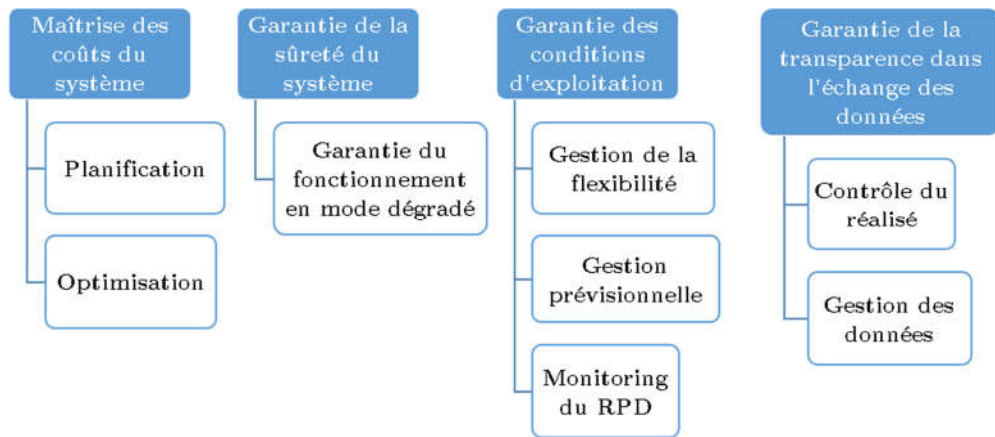 Maîtrise des
coûts du
système
Planification
Optimisation
Garantie de la
sûreté du
système
Garantie du
fonctionnement
en mode dégradé
Garantie des
conditions
d'exploitation
Gestion de la
flexibilité
Gestion
prévisionnelle
Monitoring
du RPD
Garantie de la
transparence dans
l'échange des
données
Contrôle du
réalisé
Gestion des
données